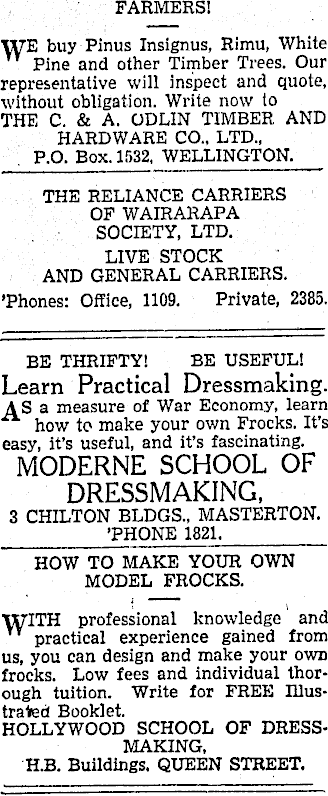 FARMERS!
WE buy Pinus Insignus, Rimu, White
Pine and other Timber Trees. Our
representative will inspect and quote,
without obligation. Write now to
THE C. & A. ODLIN TIMBER AND
HARDWARE CO., LTD.,
P.O. Box. 1532, WELLINGTON.
THE RELIANCE CARRIERS
OF WAIRARAPA
SOCIETY, LTD.
LIVE STOCK
AND GENERAL CARRIERS.
'Phones: Office, 1109. Private, 2385.
BE THRIFTY! BE USEFUL!
Learn Practical Dressmaking.
AS a measure of War Economy, learn
how to make your own Frocks. It's
easy, it's useful, and it's fascinating.
MODERNE SCHOOL OF
DRESSMAKING,
3 CHILTON BLDGS., MASTERTON.
'PHONE 1821.
HOW TO MAKE YOUR OWN
MODEL FROCKS.
WITH professional knowledge and
practical experience gained from
us, you can design and make your own
frocks. Low fees and individual thor-
ough tuition. Write for FREE Illus-
trated Booklet.
HOLLYWOOD SCHOOL OF DRESS-
MAKING,
H.B. Buildings, QUEEN STREET.